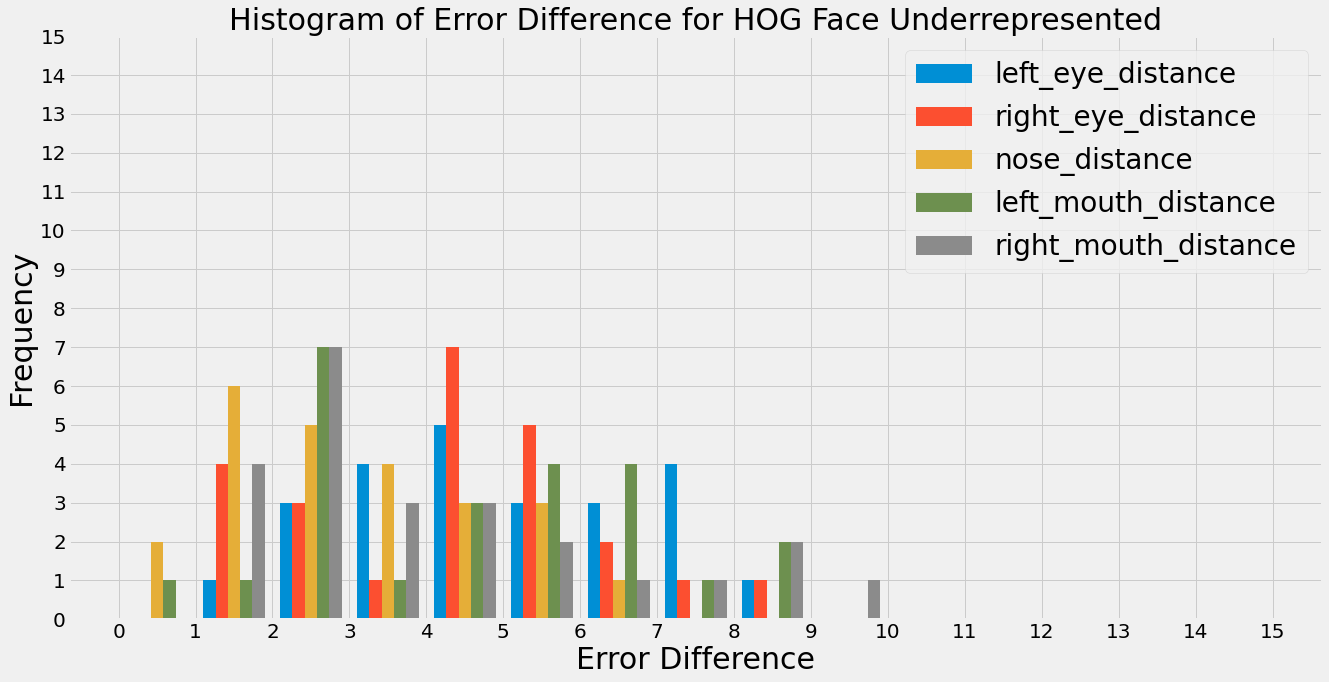 Histogram of Error Difference for HOG Face Underrepresented
15
14
13
12
11
10
9
8
7
6
5
4
3
2
1
0
Frequency
left_eye_distance
right_eye_distance
nose_distance
left_mouth_distance
right_mouth_distance
0 1 2 3 4 5 6 7 8 9 10 11 12 13 14 15
Error Difference